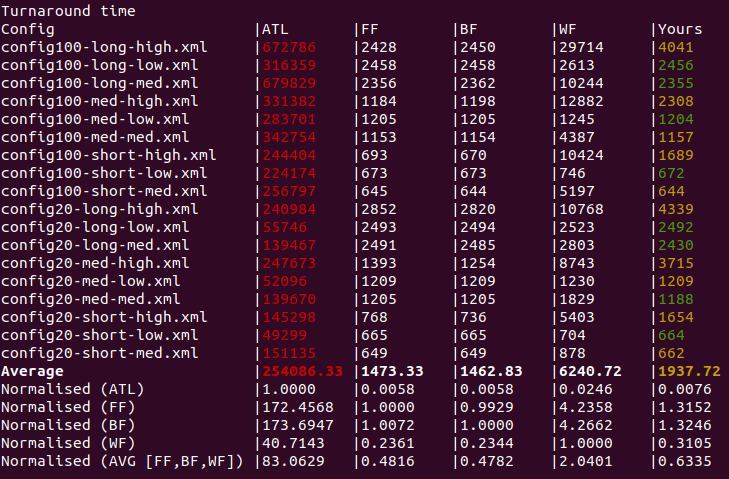 Turnaround time
Config |ATL |FF |BF |WF |Yours
config100-long-high.xml |672786 |2428 |2450 |29714 |4041
config100-long-low.xml |316359 |2458 |2458 |2613 |2456
config100-long-med.xml |679829 |2356 |2362 |10244 |2355
config100-med-high.xml |331382 |1184 |1198 |12882 |2308
config100-med-low.xml |283701 |1205 |1205 |1245 |1204
config100-med-med.xml |342754 |1153 |1154 |4387 |1157
config100-short-high.xml |244404 |693 |670 |10424 |1689
config100-short-low.xml |224174 |673 |673 |746 |672
config100-short-med.xml |256797 |645 |644 |5197 |644
config20-long-high.xml |240984 |2852 |2820 |10768 |4339
config20-long-low.xml |55746 |2493 |2494 |2523 |2492
config20-long-med.xml |139467 |2491 |2485 |2803 |2430
config20-med-high.xml |247673 |1393 |1254 |8743 |3715
config20-med-low.xml |52096 |1209 |1209 |1230 |1209
config20-med-med.xml |139670 |1205 |1205 |1829 |1188
config20-short-high.xml |145298 |768 |736 |5403 |1654
config20-short-low.xml |49299 |665 |665 |704 |664
config20-short-med.xml |151135 |649 |649 |878 |662
Average |254086.33 |1473.33 |1462.83 |6240.72 |1937.72
Normalised (ATL) |1.0000 |0.0058 |0.0058 |0.0246 |0.0076
Normalised (FF) |172.4568 |1.0000 |0.9929 |4.2358 |1.3152
Normalised (BF) |173.6947 |1.0072 |1.0000 |4.2662 |1.3246
Normalised (WF) |40.7143 |0.2361 |0.2344 |1.0000 |0.3105
Normalised (AVG [FF,BF,WF]) |83.0629 |0.4816 |0.4782 |2.0401 |0.6335